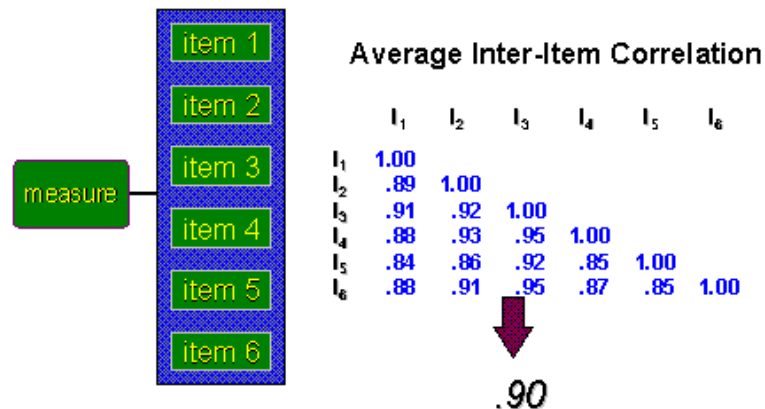 measure
item 1
item 2
item 3
item 4
item 5
item 6
Average Inter-Item Correlation
I₁ I₂ I₃ I₄ I₅ I₆
I₁ 1.00
I₂ .89 1.00
I₃ .91 .92 1.00
I₄ .88 .93 .95 1.00
I₅ .84 .86 .92 .85 1.00
I₆ .88 .91 .95 .87 .85 1.00
.90